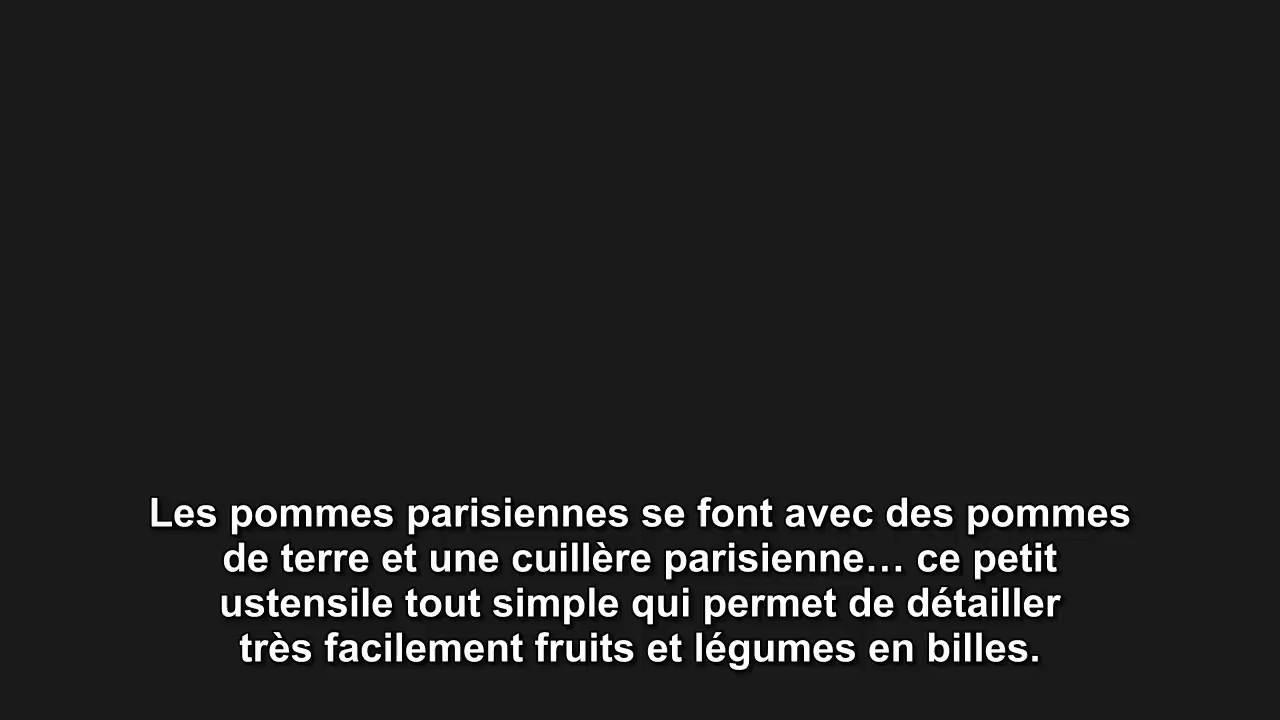 Les pommes parisiennes se font avec des pommes
de terre et une cuillère parisienne… ce petit
ustensile tout simple qui permet de détailler
très facilement fruits et légumes en billes.